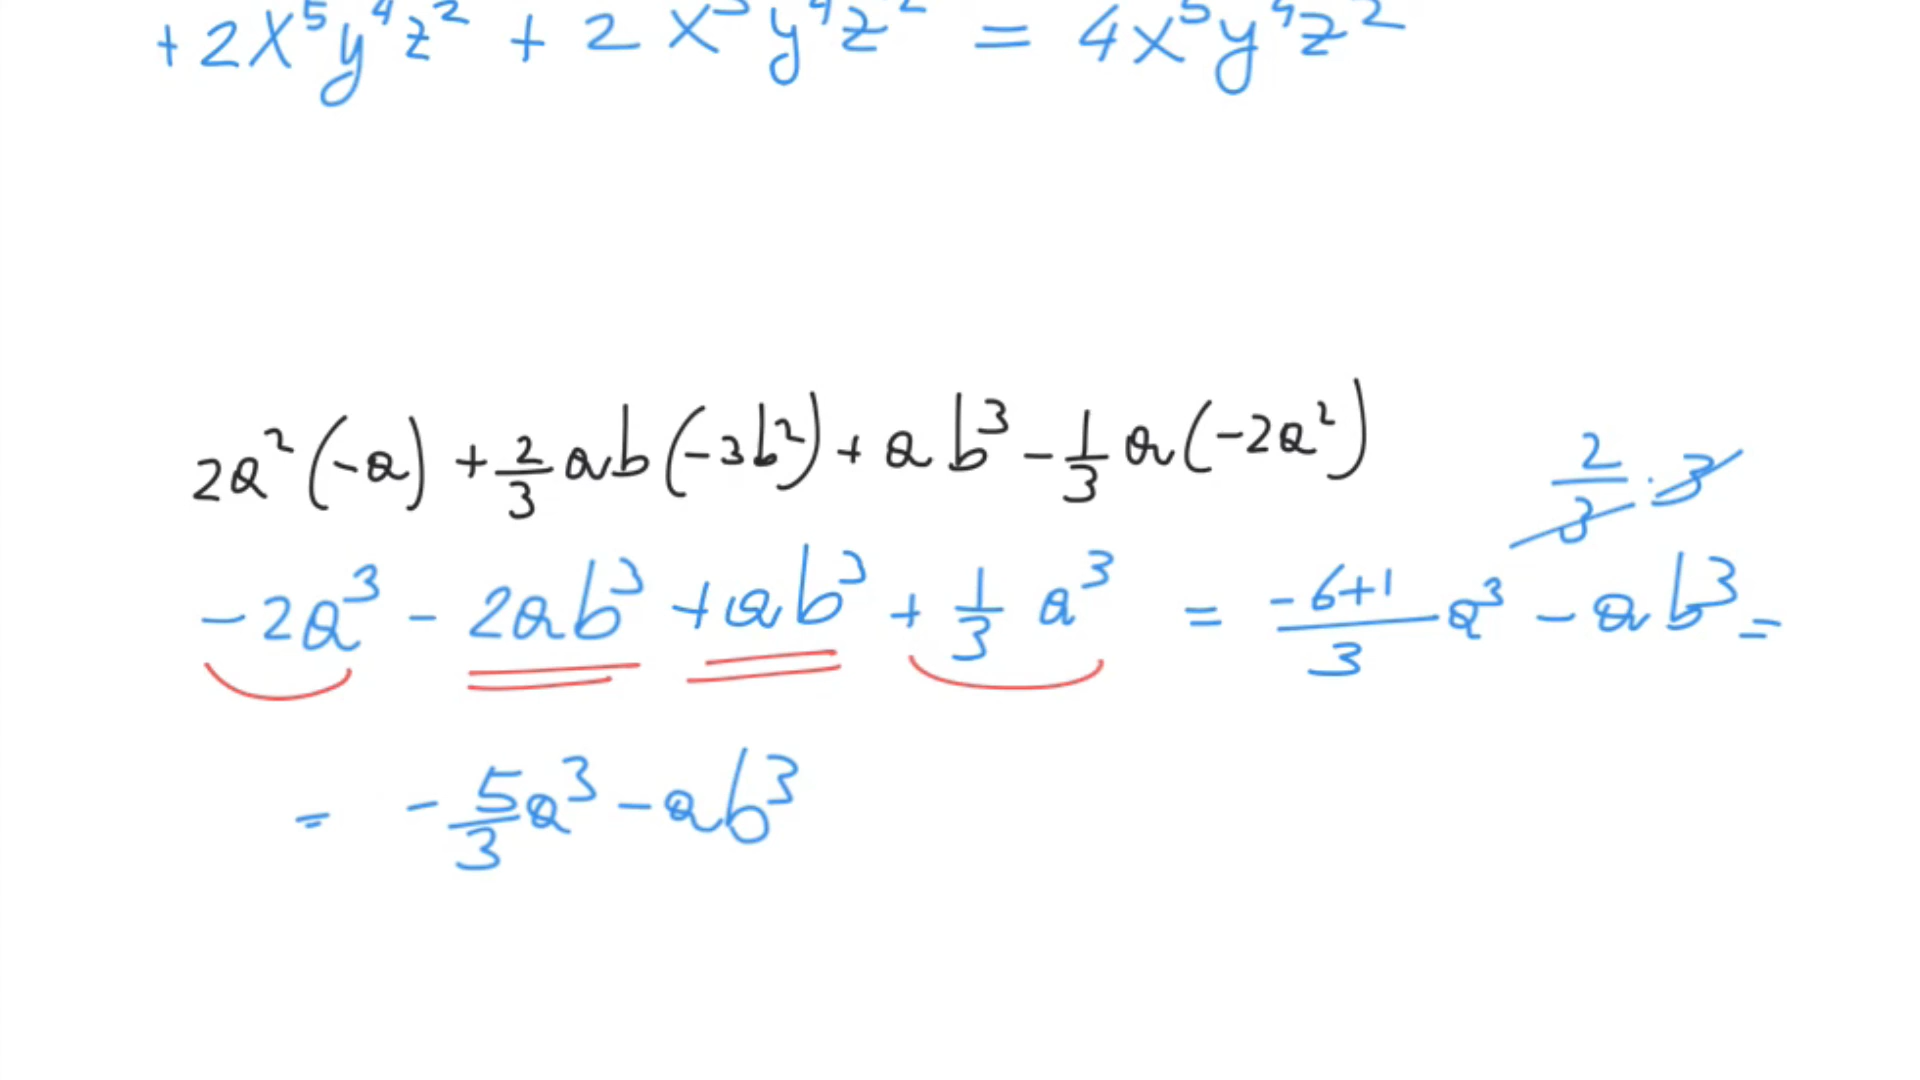 +2x⁵y⁴z² + 2x⁵y⁴z² = 4x⁵y⁴z²
2a²(-a) + 2/3 ab(-3b²) + ab³ - 1/3 a(-2a²)
2/3 · 3
-2a³ - 2ab³ + ab³ + 1/3 a³ = (-6+1)/3 a³ - ab³ =
= - 5/3 a³ - ab³